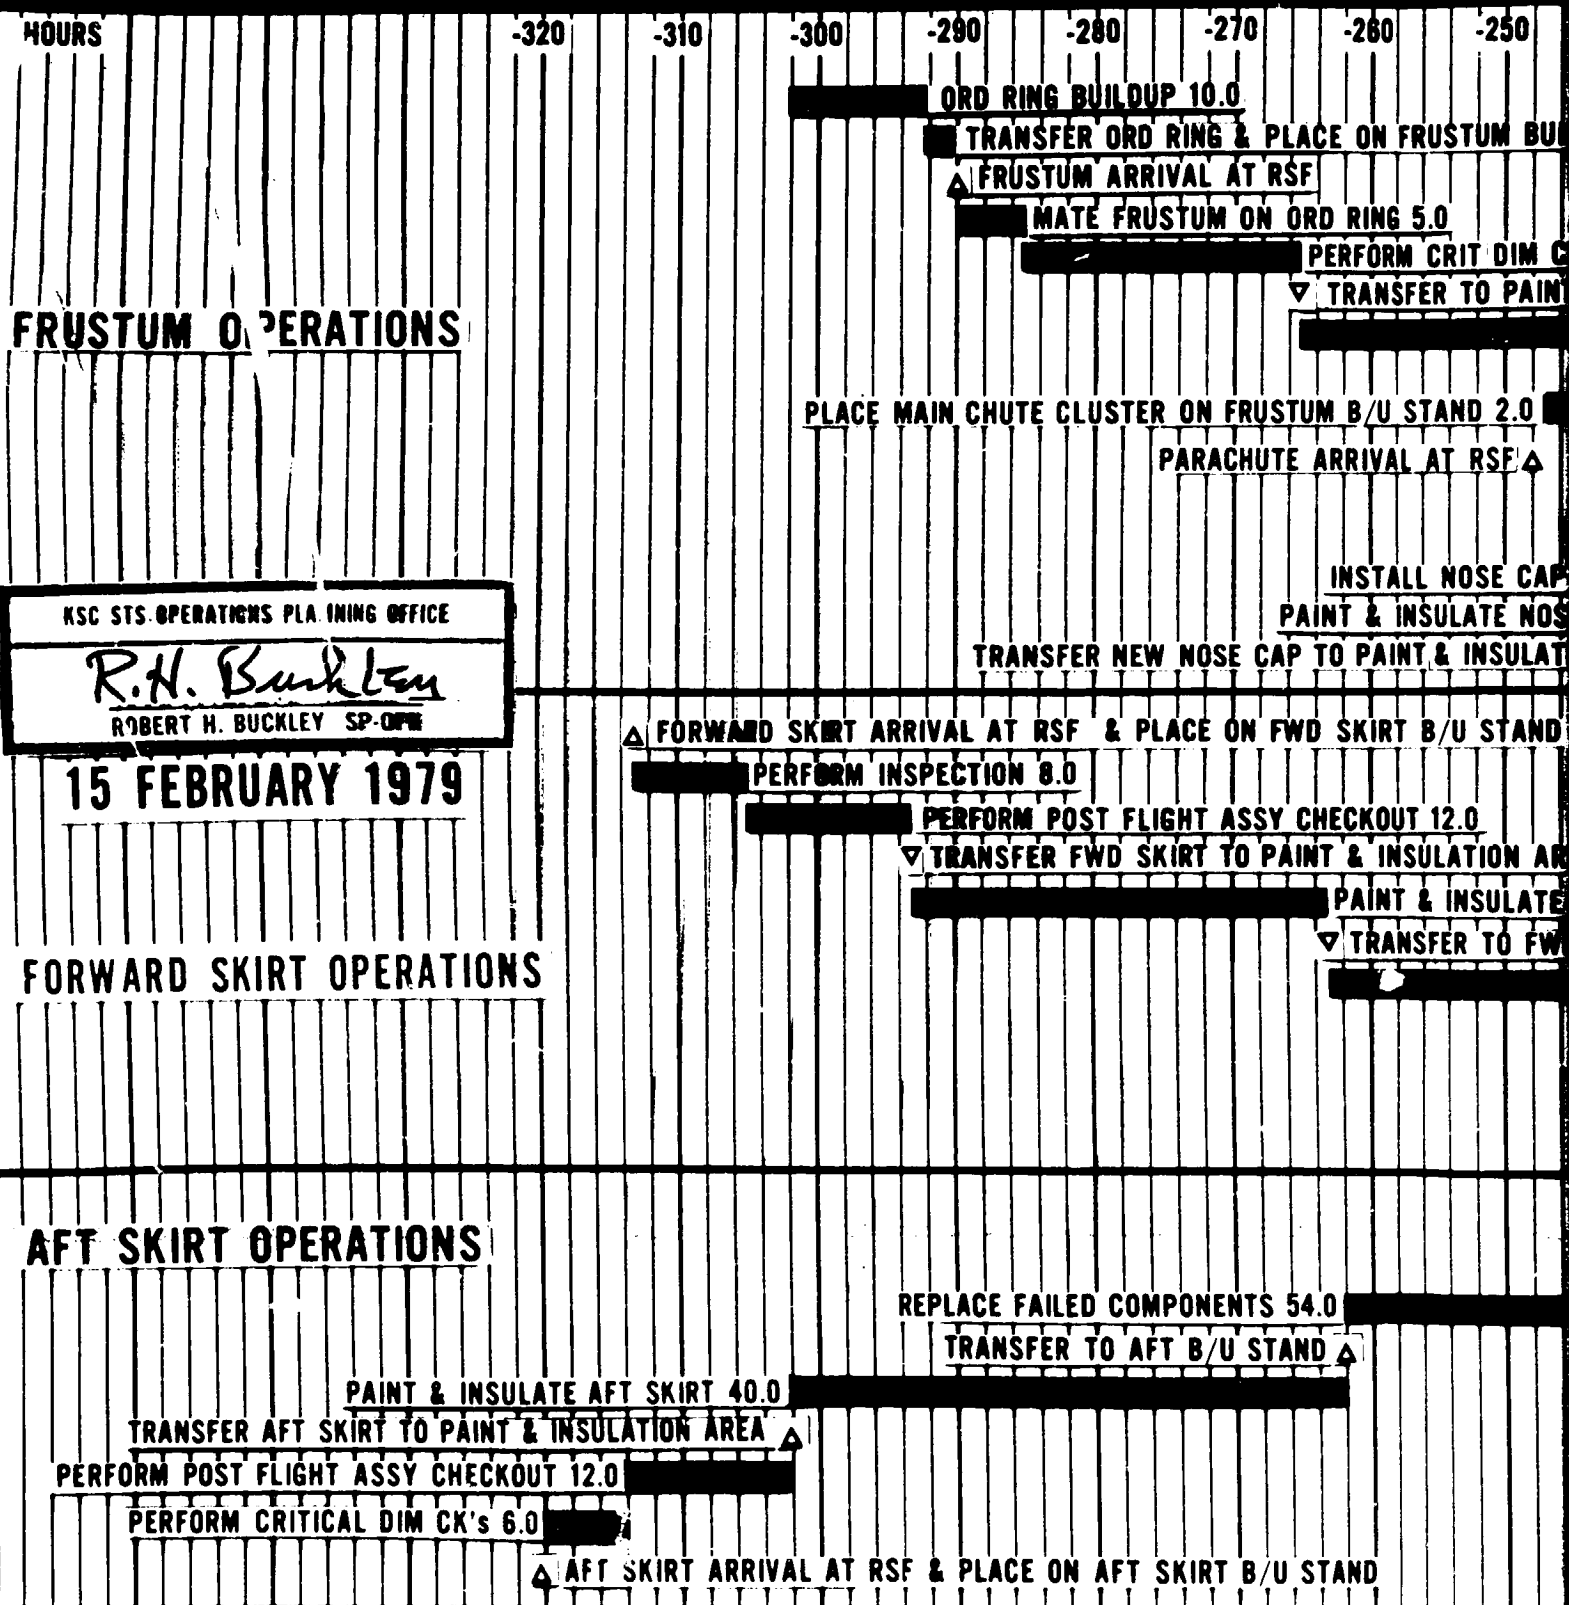 HOURS -320 -310 -300 -290 -280 -270 -260 -250
ORD RING BUILDUP 10.0
TRANSFER ORD RING & PLACE ON FRUSTUM
FRUSTUM ARRIVAL AT RSF
MATE FRUSTUM ON ORD RING 5.0
PERFORM CRIT DIM
TRANSFER TO
FRUSTUM OPERATIONS
PLACE MAIN CHUTE CLUSTER ON FRUSTUM B/U STAND 2.0
PARACHUTE ARRIVAL AT RSF
INSTALL NOSE CAP
PAINT & INSULATE
TRANSFER NEW NOSE CAP TO PAINT &
KSC STS OPERATIONS PLANNING OFFICE
R.H. Buckley
ROBERT H. BUCKLEY SP-OPN
15 FEBRUARY 1979
FORWARD SKIRT ARRIVAL AT RSF & PLACE ON FWD SKIRT B/U STAND
PERFORM INSPECTION 8.0
PERFORM POST FLIGHT ASSY CHECKOUT 12.0
TRANSFER FWD SKIRT TO PAINT & INSULATION
PAINT & INSULATE
TRANSFER TO
FORWARD SKIRT OPERATIONS
AFT SKIRT OPERATIONS
REPLACE FAILED COMPONENTS 54.0
TRANSFER TO AFT B/U STAND
PAINT & INSULATE AFT SKIRT 40.0
TRANSFER AFT SKIRT TO PAINT & INSULATION AREA
PERFORM POST FLIGHT ASSY CHECKOUT 12.0
PERFORM CRITICAL DIM CK's 6.0
AFT SKIRT ARRIVAL AT RSF & PLACE ON AFT SKIRT B/U STAND